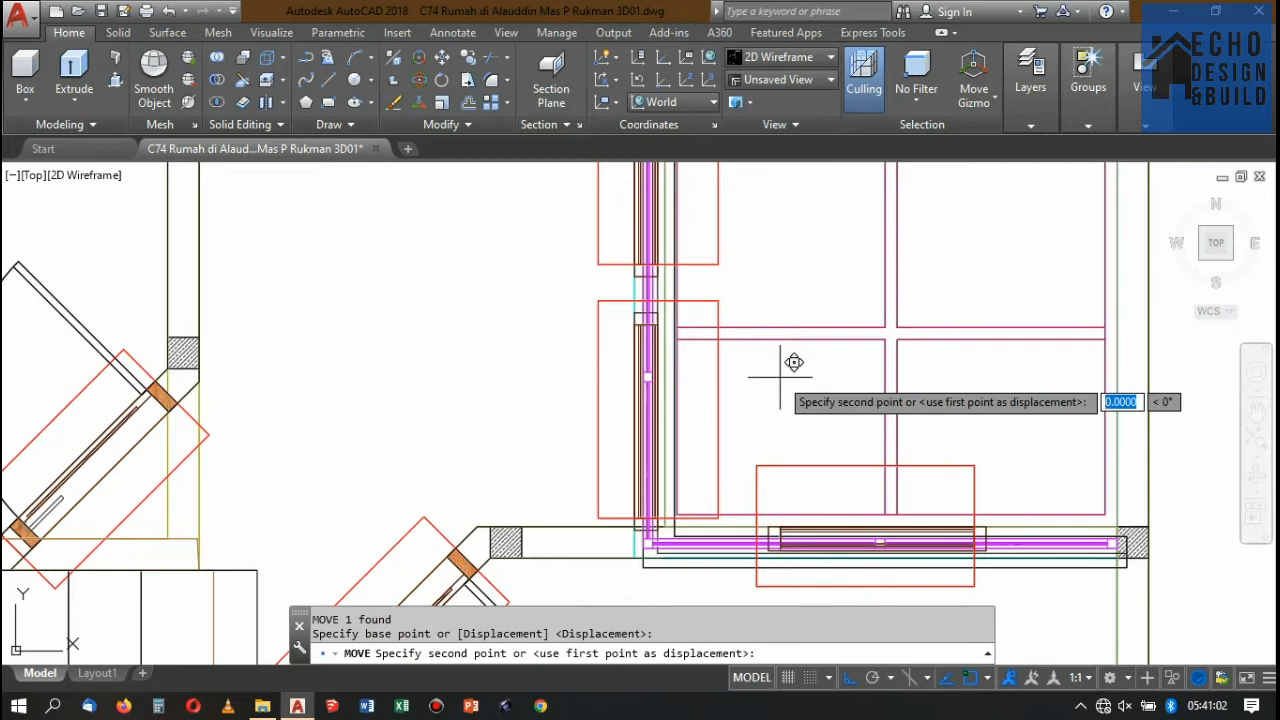 Autodesk AutoCAD 2018 C74 Rumah di Alauddin Mas P Rukman 3D01.dwg
Type a keyword or phrase
Sign In
Home Solid Surface Mesh Visualize Parametric Insert Annotate View Manage Output Add-ins A360 Featured Apps Express Tools
ECHO
DESIGN
&BUILD
2D Wireframe
Unsaved View
World
Box
Extrude
Smooth
Object
Section
Plane
Culling
No Filter
Move
Gizmo
Layers
Groups
View
Modeling Mesh Solid Editing Draw Modify Section Coordinates View Selection
Start
C74 Rumah di Alaud...Mas P Rukman 3D01*
[−][Top][2D Wireframe]
N
W TOP E
S
WCS
Specify second point or <use first point as displacement>: 0.0000 < 0°
MOVE 1 found
Specify base point or [Displacement] <Displacement>:
MOVE Specify second point or <use first point as displacement>:
Y
X
Model Layout1
MODEL
1:1
05:41:02